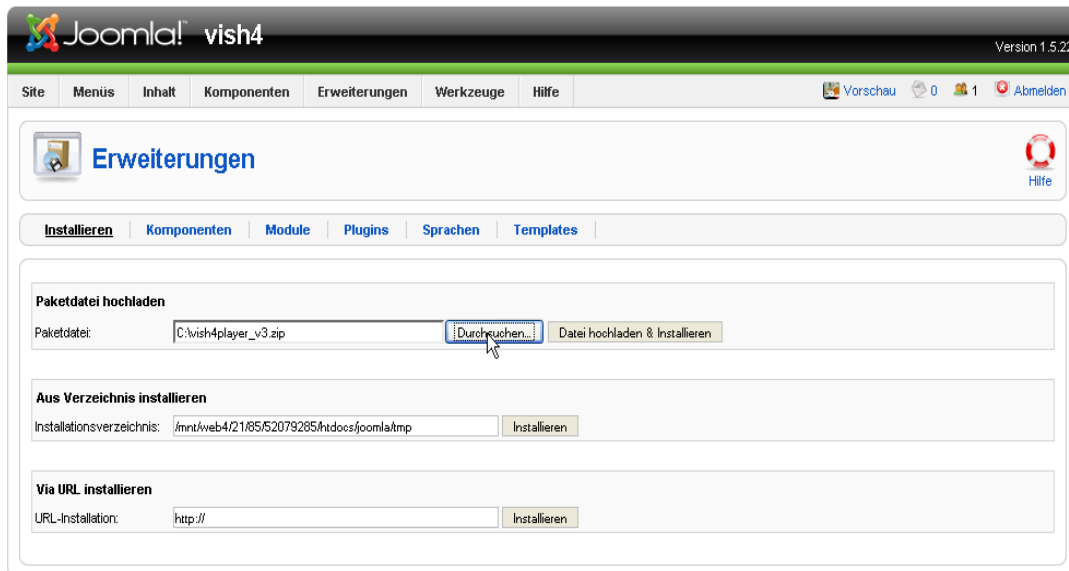 Joomla!™ vish4
Version 1.5.22
Site Menüs Inhalt Komponenten Erweiterungen Werkzeuge Hilfe Vorschau 0 1 Abmelden
Erweiterungen
Hilfe
Installieren Komponenten Module Plugins Sprachen Templates
Paketdatei hochladen
Paketdatei: C:\vish4player_v3.zip Durchsuchen... Datei hochladen & Installieren
Aus Verzeichnis installieren
Installationsverzeichnis: /mnt/web4/21/85/52079285/htdocs/joomla/tmp Installieren
Via URL installieren
URL-Installation: http:// Installieren